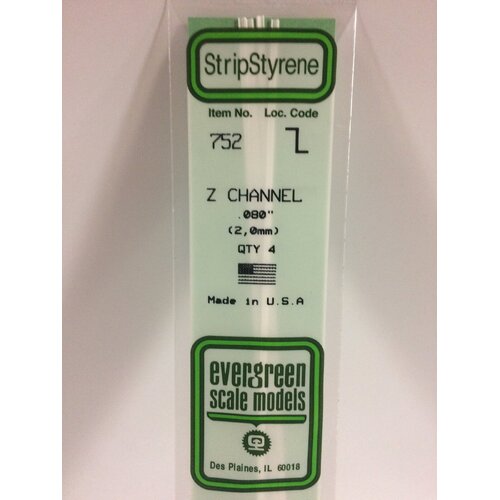 StripStyrene
Item No. Loc. Code
752
Z CHANNEL
.080"
(2,0mm)
QTY 4
Made in U.S.A
evergreen
scale models
Des Plaines, IL 60018